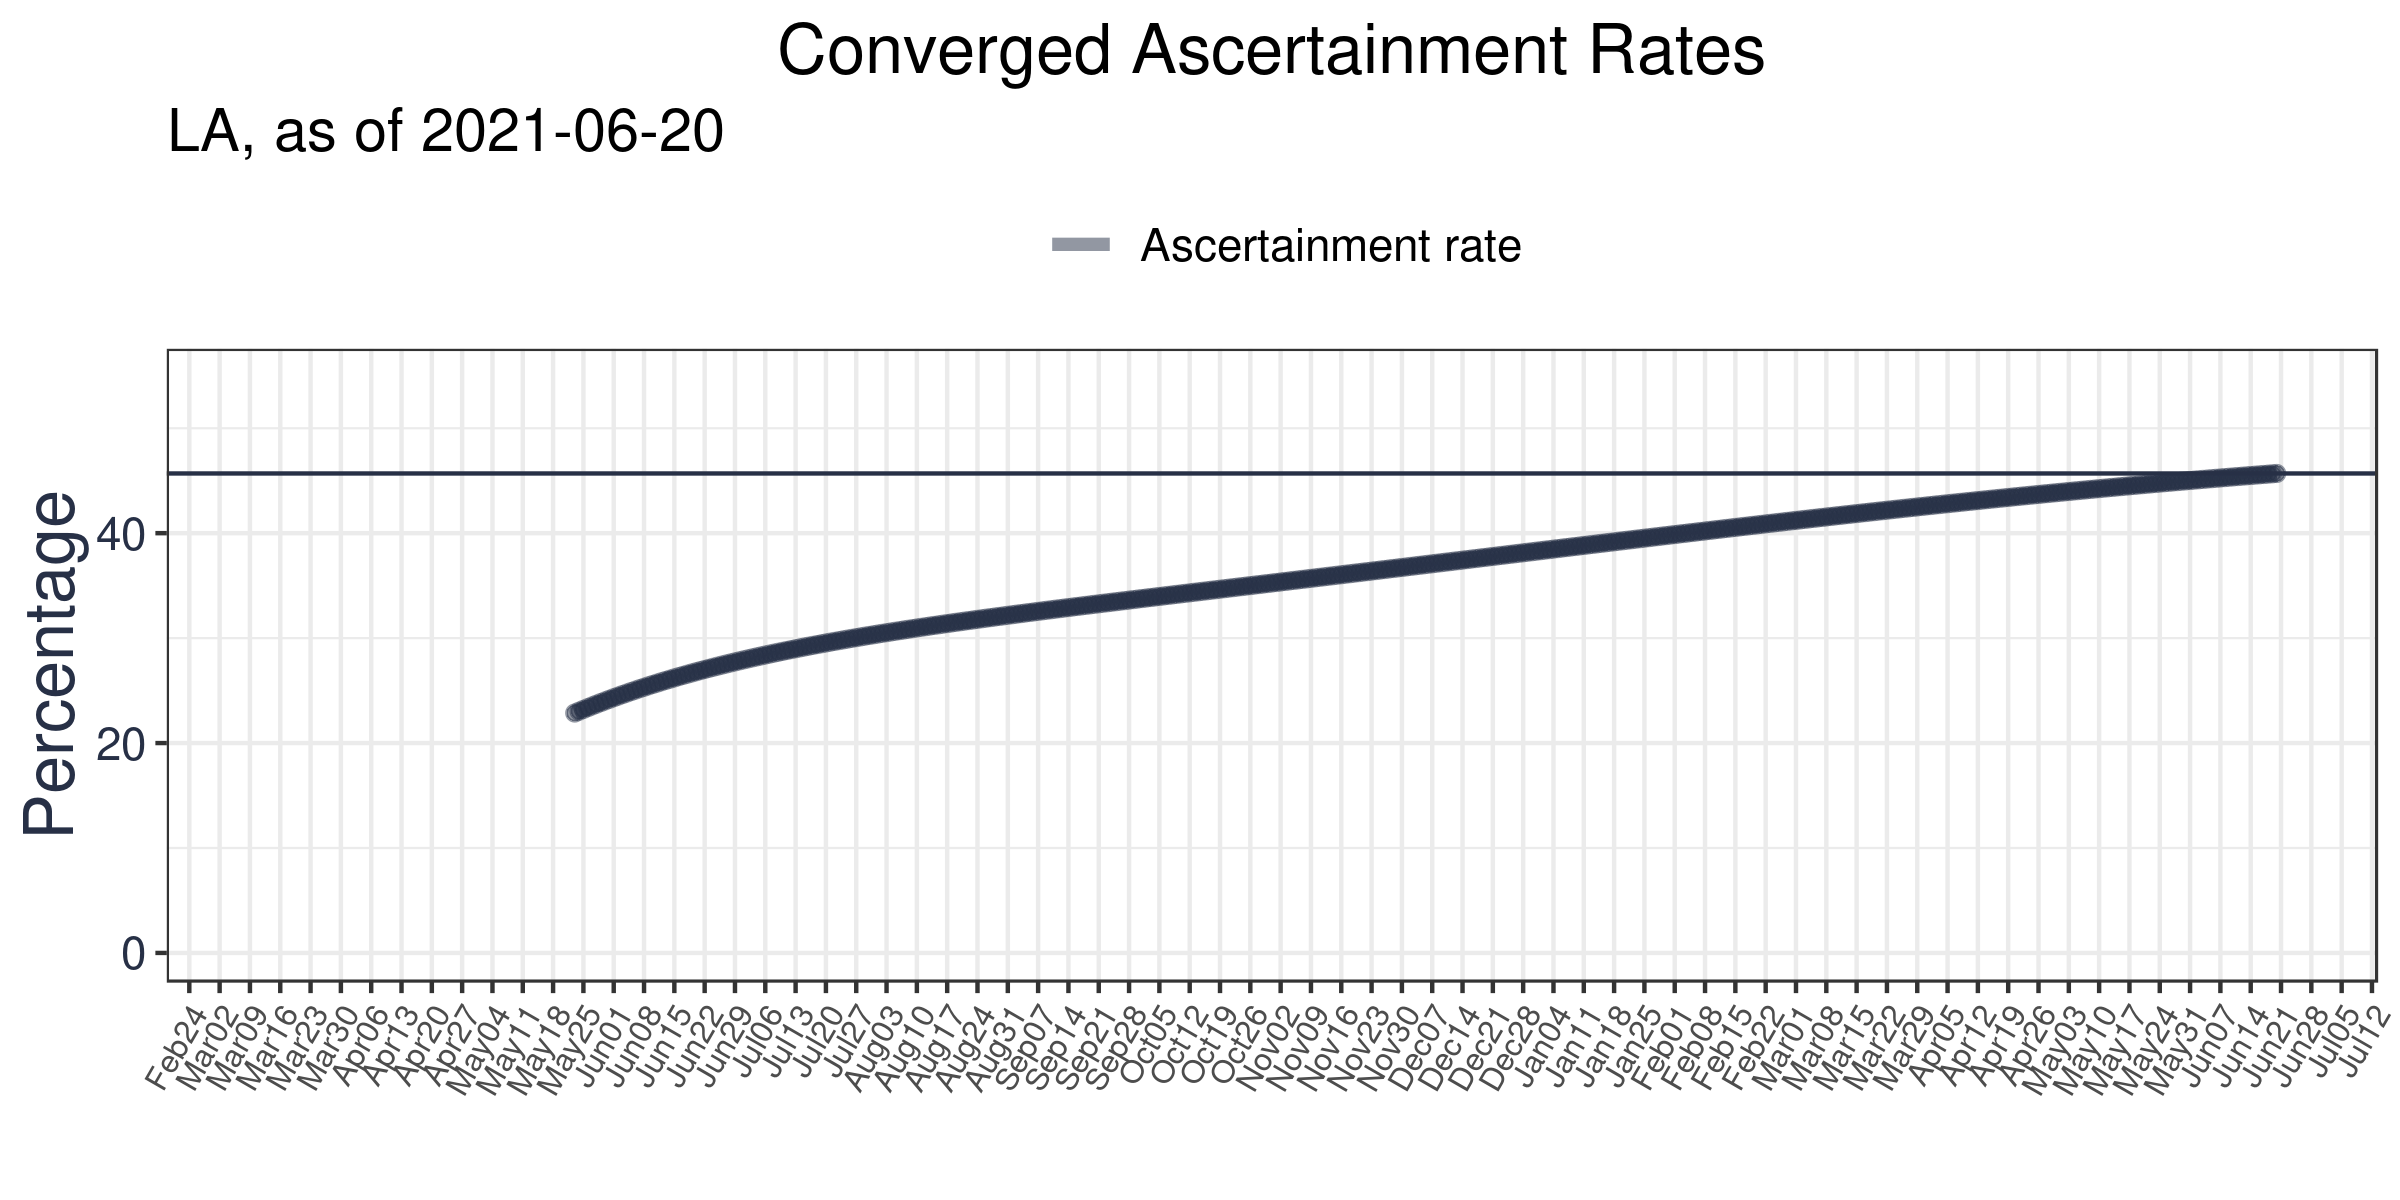 Converged Ascertainment Rates
LA, as of 2021-06-20
Ascertainment rate
Percentage
40
20
0
Feb24
Mar02
Mar09
Mar16
Mar23
Mar30
Apr06
Apr13
Apr20
Apr27
May04
May11
May18
May25
Jun01
Jun08
Jun15
Jun22
Jun29
Jul06
Jul13
Jul20
Jul27
Aug03
Aug10
Aug17
Aug24
Aug31
Sep07
Sep14
Sep21
Sep28
Oct05
Oct12
Oct19
Oct26
Nov02
Nov09
Nov16
Nov23
Nov30
Dec07
Dec14
Dec21
Dec28
Jan04
Jan11
Jan18
Jan25
Feb01
Feb08
Feb15
Feb22
Mar01
Mar08
Mar15
Mar22
Mar29
Apr05
Apr12
Apr19
Apr26
May03
May10
May17
May24
May31
Jun07
Jun14
Jun21
Jun28
Jul05
Jul12